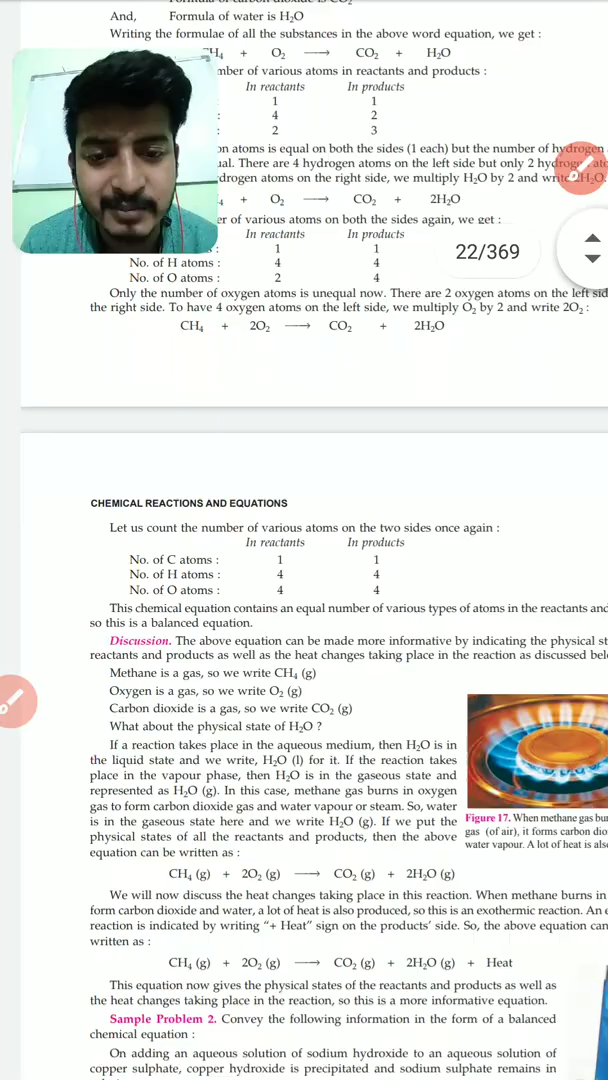 And, Formula of water is H₂O
Writing the formulae of all the substances in the above word equation, we get :
+ O₂ ⟶ CO₂ + H₂O
mber of various atoms in reactants and products :
In reactants In products
1 1
: 4 2
: 2 3
on atoms is equal on both the sides (1 each) but the number of hydrogen
ual. There are 4 hydrogen atoms on the left side but only 2 hydrogen
drogen atoms on the right side, we multiply H₂O by 2 and write 2H₂O.
+ O₂ ⟶ CO₂ + 2H₂O
er of various atoms on both the sides again, we get :
In reactants In products
: 1 1
No. of H atoms : 4 4
No. of O atoms : 2 4
22/369
Only the number of oxygen atoms is unequal now. There are 2 oxygen atoms on the left sid
the right side. To have 4 oxygen atoms on the left side, we multiply O₂ by 2 and write 2O₂ :
CH₄ + 2O₂ ⟶ CO₂ + 2H₂O
CHEMICAL REACTIONS AND EQUATIONS
Let us count the number of various atoms on the two sides once again :
In reactants In products
No. of C atoms : 1 1
No. of H atoms : 4 4
No. of O atoms : 4 4
This chemical equation contains an equal number of various types of atoms in the reactants and
so this is a balanced equation.
Discussion. The above equation can be made more informative by indicating the physical st
reactants and products as well as the heat changes taking place in the reaction as discussed bel
Methane is a gas, so we write CH₄ (g)
Oxygen is a gas, so we write O₂ (g)
Carbon dioxide is a gas, so we write CO₂ (g)
What about the physical state of H₂O ?
If a reaction takes place in the aqueous medium, then H₂O is in
the liquid state and we write, H₂O (l) for it. If the reaction takes
place in the vapour phase, then H₂O is in the gaseous state and
represented as H₂O (g). In this case, methane gas burns in oxygen
gas to form carbon dioxide gas and water vapour or steam. So, water
is in the gaseous state here and we write H₂O (g). If we put the
physical states of all the reactants and products, then the above
equation can be written as :
Figure 17. When methane gas bu
gas (of air), it forms carbon dio
water vapour. A lot of heat is als
CH₄ (g) + 2O₂ (g) ⟶ CO₂ (g) + 2H₂O (g)
We will now discuss the heat changes taking place in this reaction. When methane burns in
form carbon dioxide and water, a lot of heat is also produced, so this is an exothermic reaction. An e
reaction is indicated by writing “+ Heat” sign on the products’ side. So, the above equation can
written as :
CH₄ (g) + 2O₂ (g) ⟶ CO₂ (g) + 2H₂O (g) + Heat
This equation now gives the physical states of the reactants and products as well as
the heat changes taking place in the reaction, so this is a more informative equation.
Sample Problem 2. Convey the following information in the form of a balanced
chemical equation :
On adding an aqueous solution of sodium hydroxide to an aqueous solution of
copper sulphate, copper hydroxide is precipitated and sodium sulphate remains in